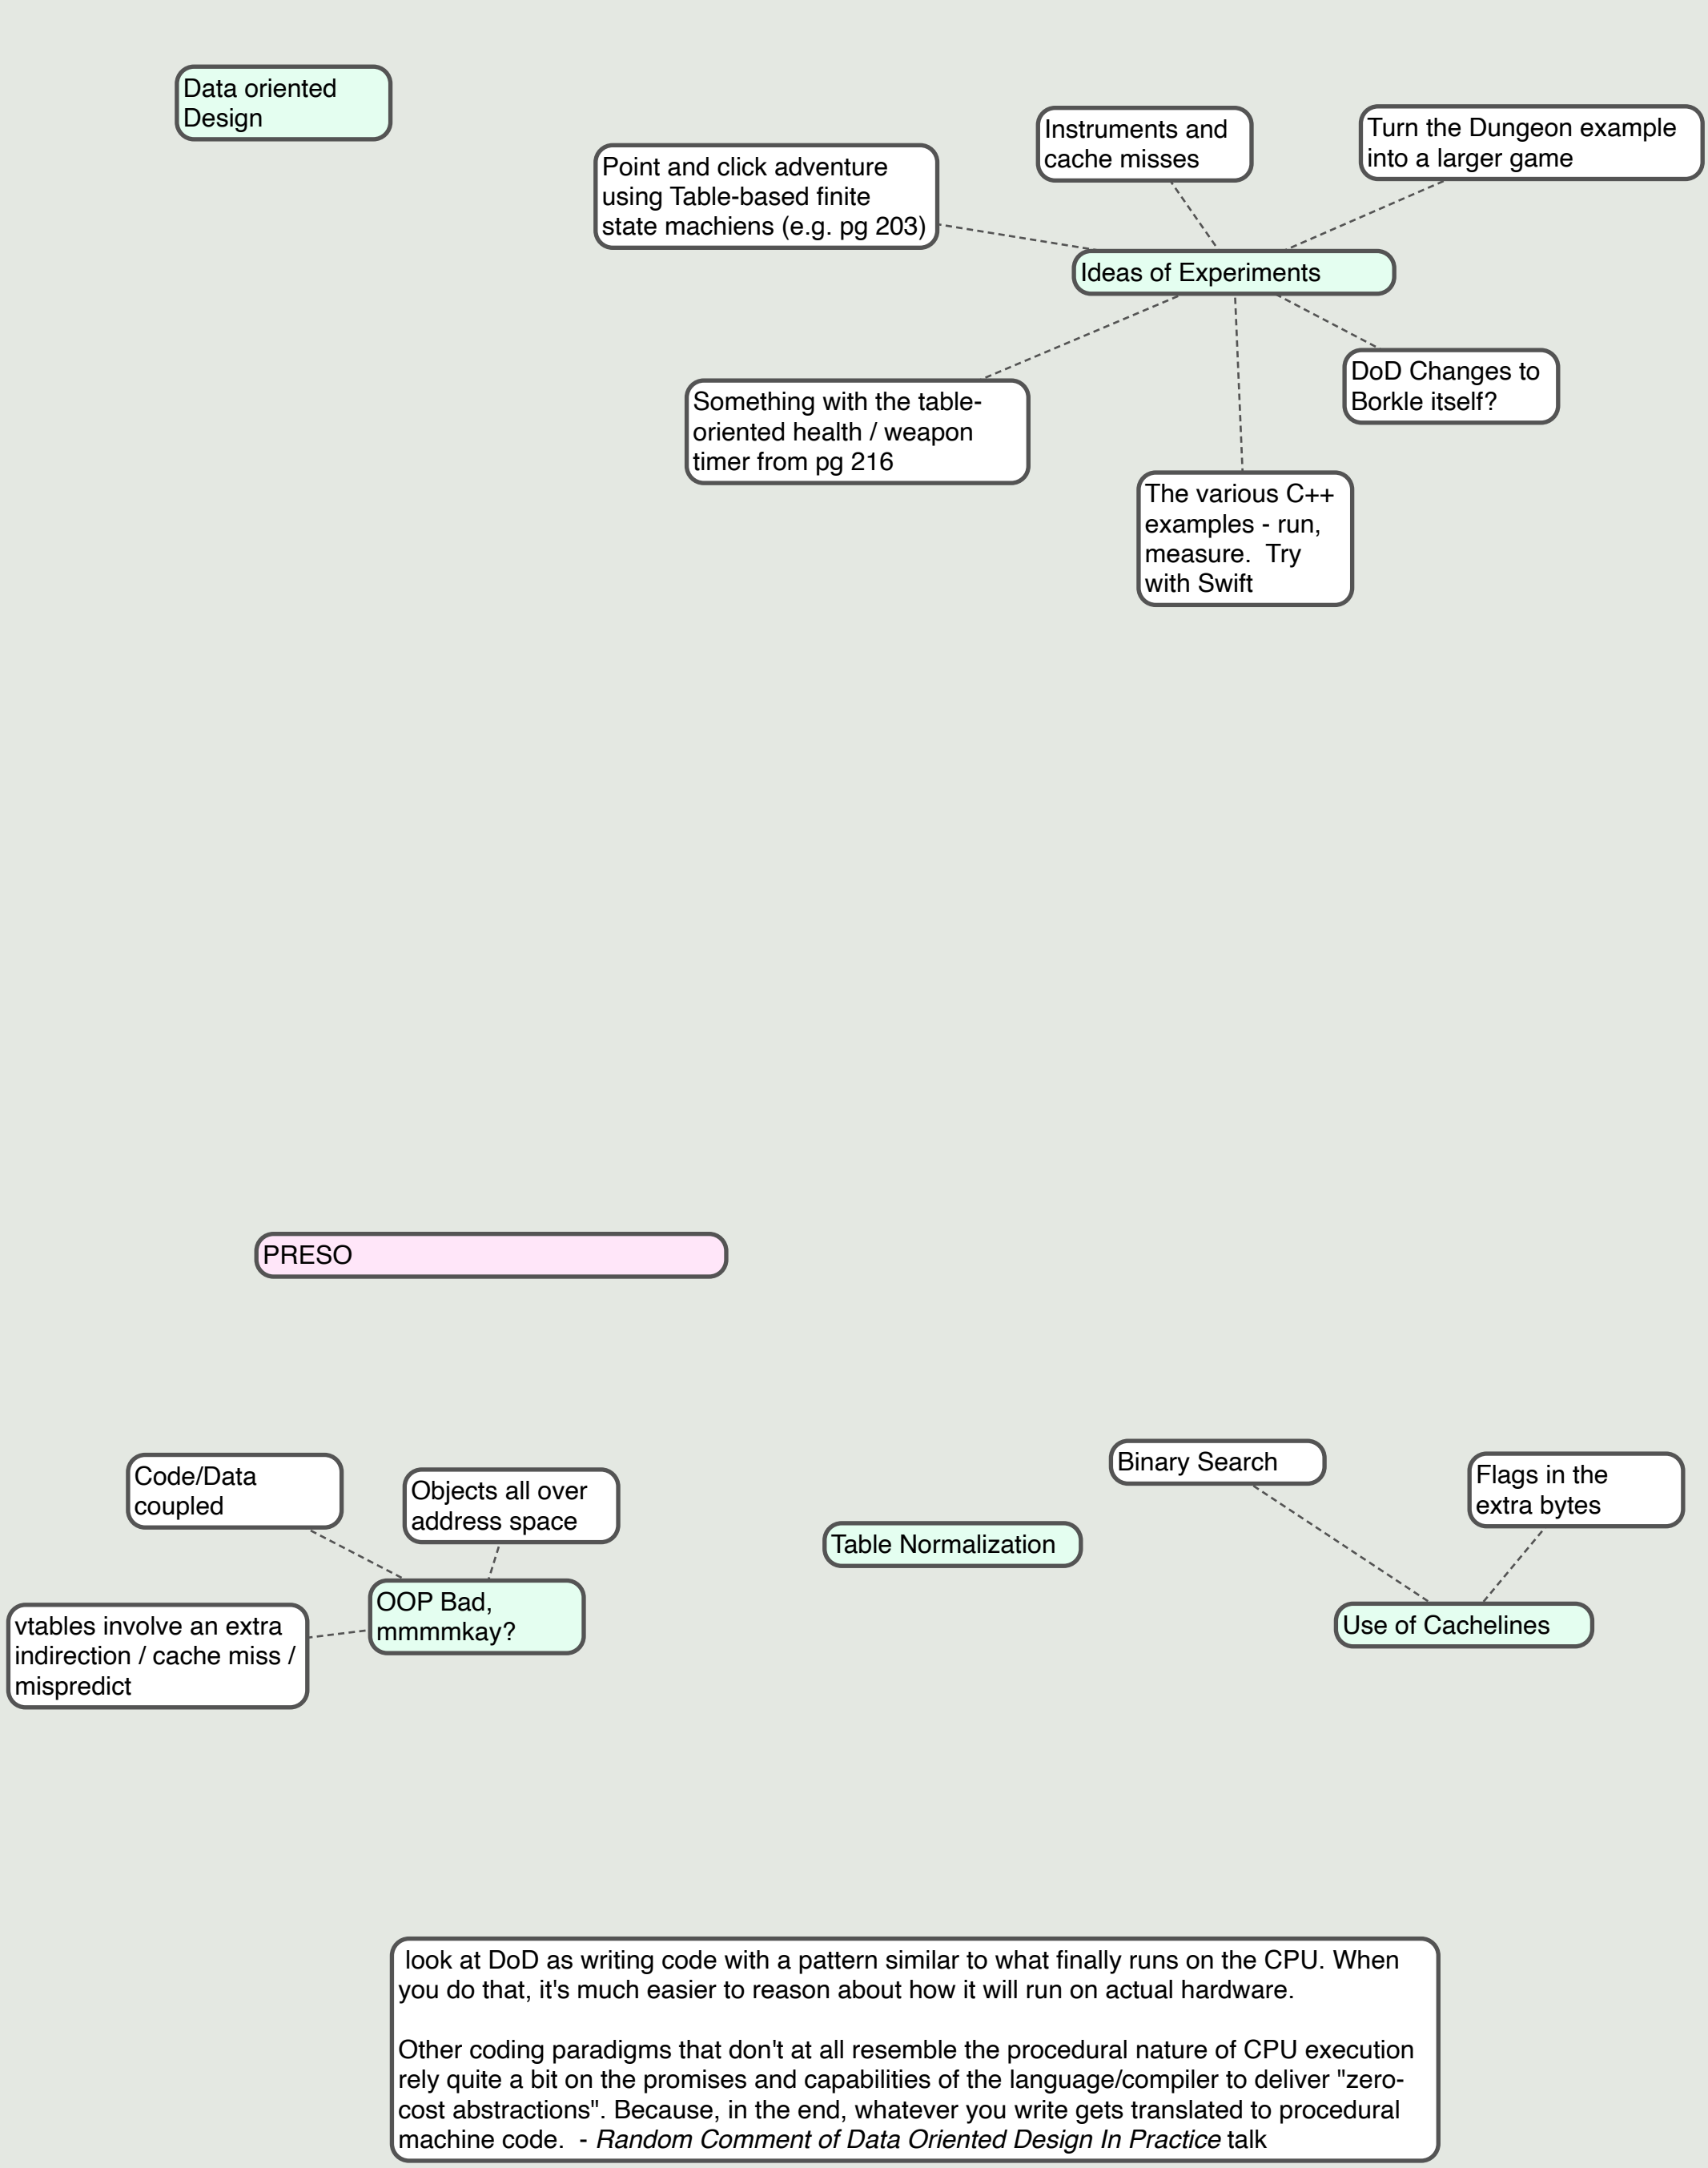 Data oriented
Design
Point and click adventure
using Table-based finite
state machiens (e.g. pg 203)
Instruments and
cache misses
Turn the Dungeon example
into a larger game
Ideas of Experiments
Something with the table-
oriented health / weapon
timer from pg 216
DoD Changes to
Borkle itself?
The various C++
examples - run,
measure.  Try
with Swift
PRESO
Code/Data
coupled
Objects all over
address space
vtables involve an extra
indirection / cache miss /
mispredict
OOP Bad,
mmmmkay?
Table Normalization
Binary Search
Flags in the
extra bytes
Use of Cachelines
look at DoD as writing code with a pattern similar to what finally runs on the CPU. When
you do that, it's much easier to reason about how it will run on actual hardware.
Other coding paradigms that don't at all resemble the procedural nature of CPU execution
rely quite a bit on the promises and capabilities of the language/compiler to deliver "zero-
cost abstractions". Because, in the end, whatever you write gets translated to procedural
machine code.  - Random Comment of Data Oriented Design In Practice talk